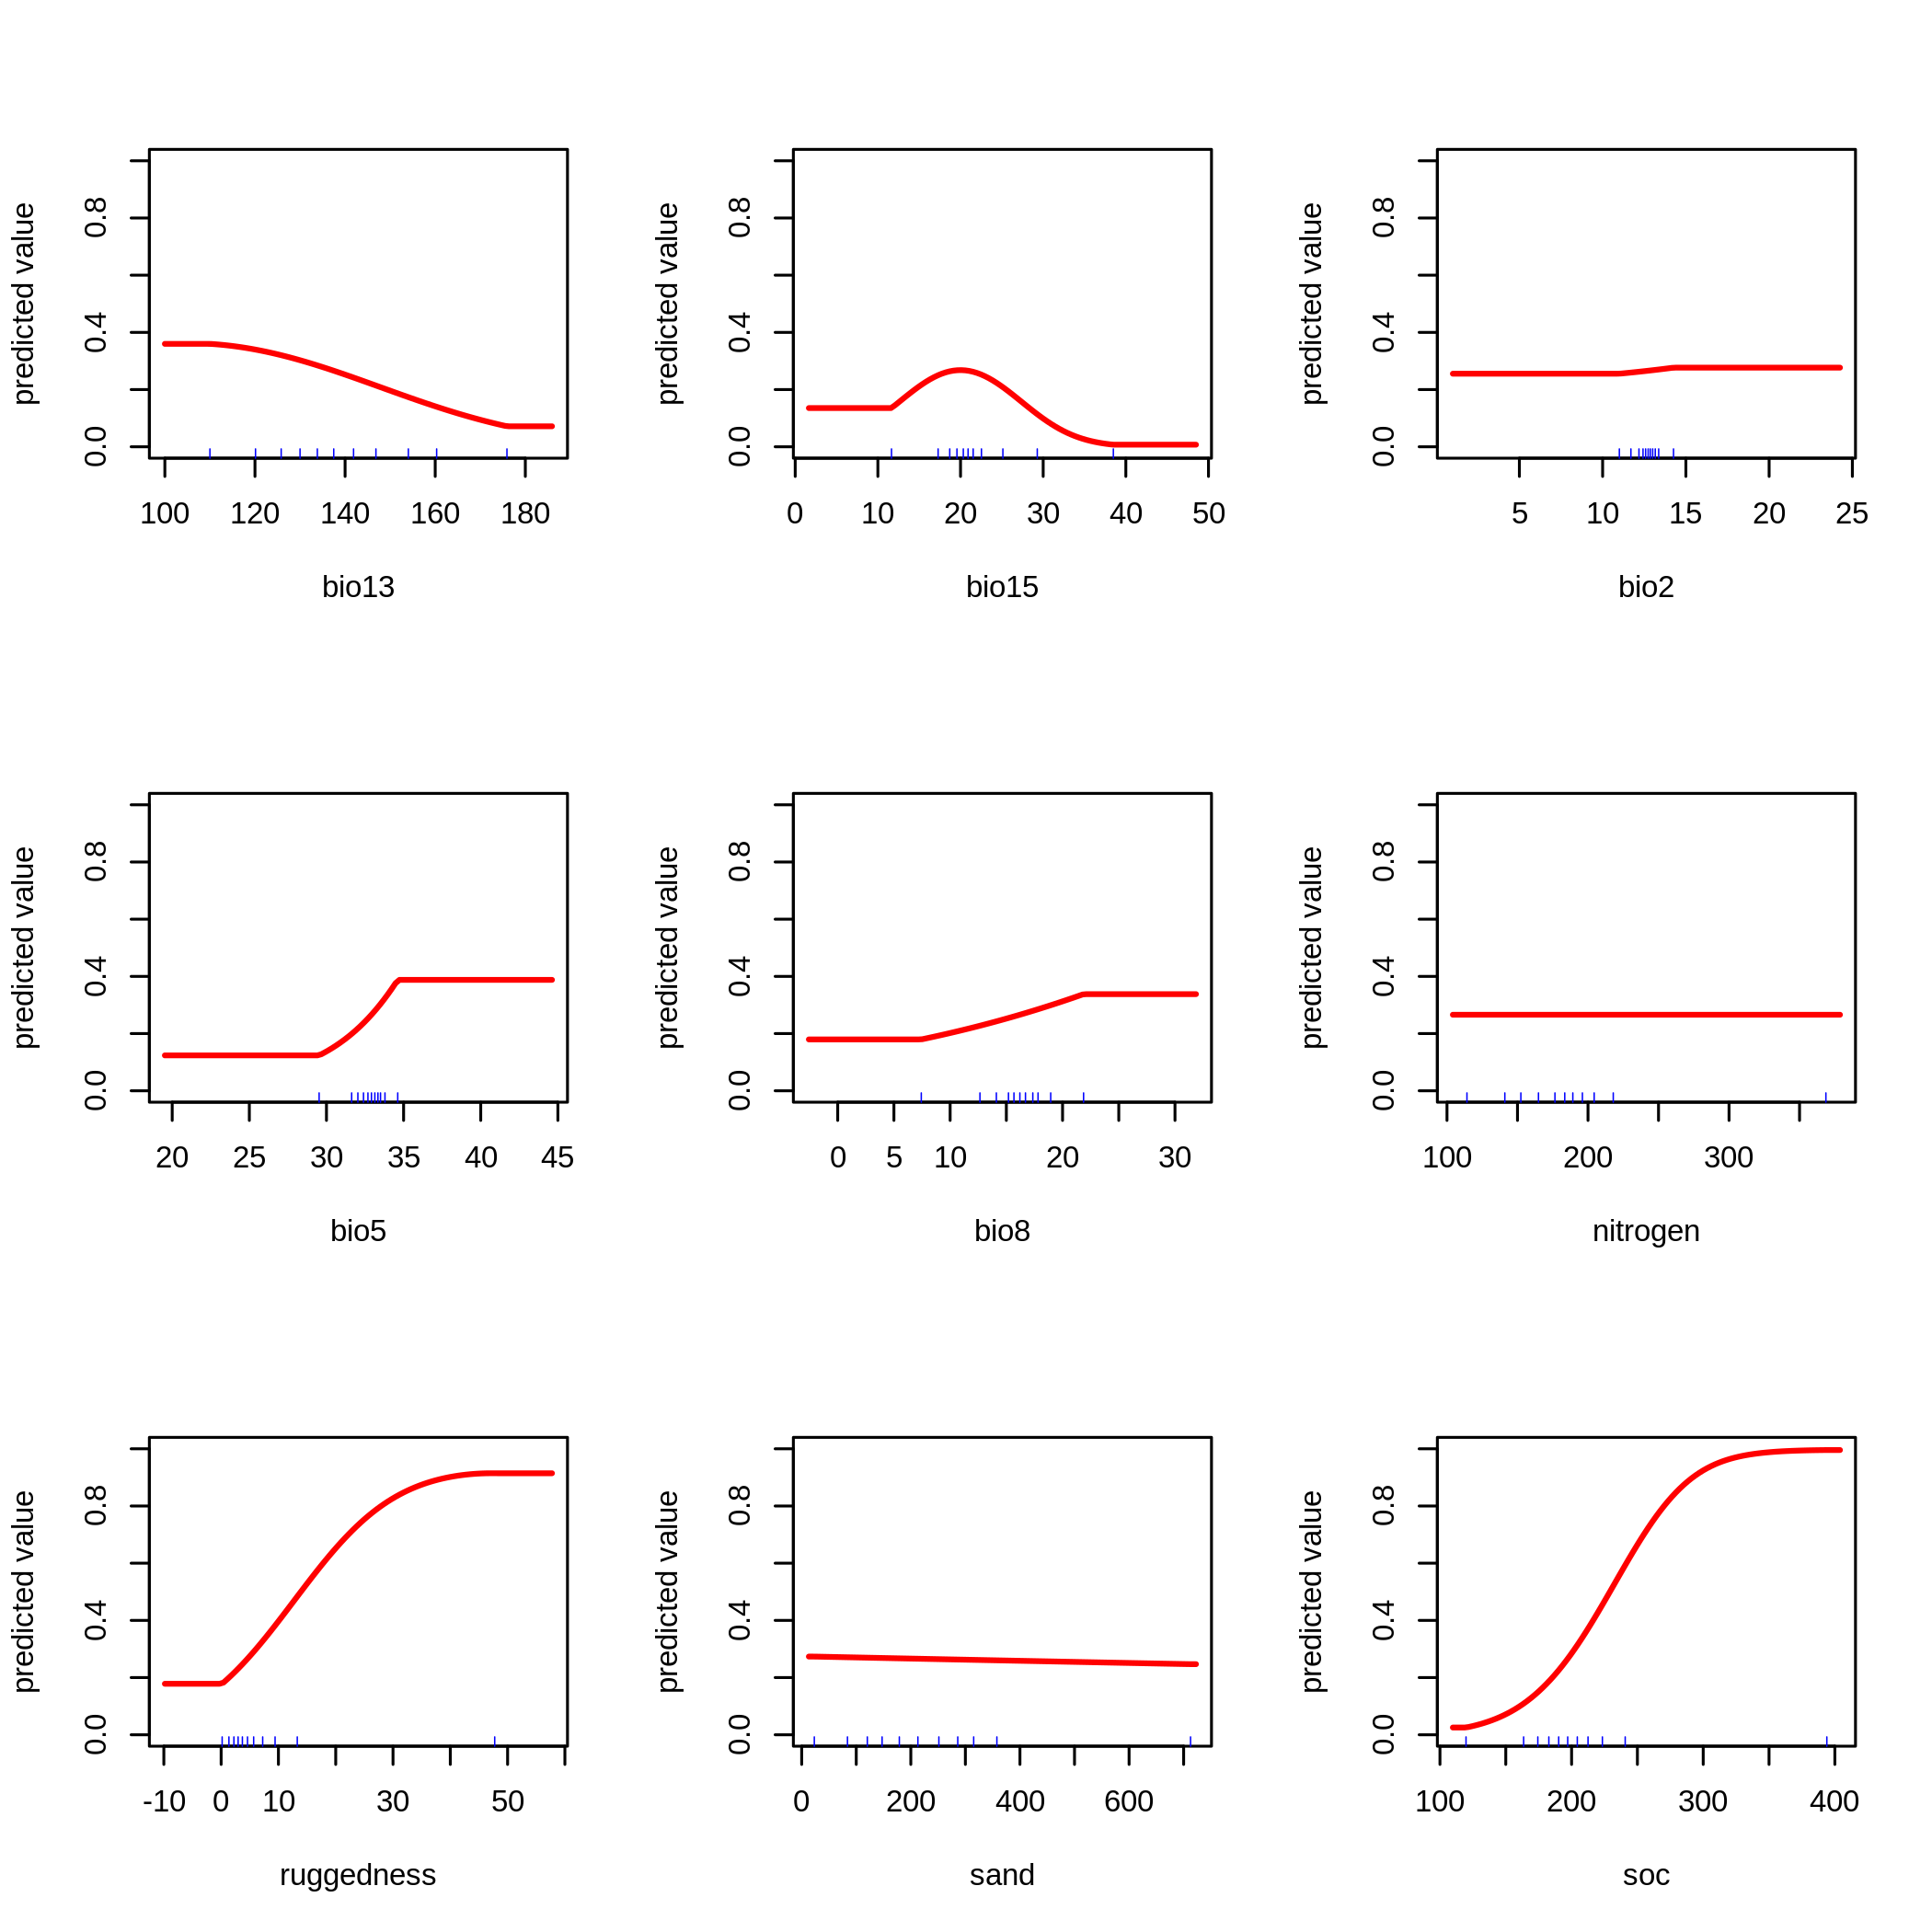 predicted value
0.0 0.4 0.8
100 120 140 160 180
bio13
predicted value
0.0 0.4 0.8
0 10 20 30 40 50
bio15
predicted value
0.0 0.4 0.8
5 10 15 20 25
bio2
predicted value
0.0 0.4 0.8
20 25 30 35 40 45
bio5
predicted value
0.0 0.4 0.8
0 5 10 20 30
bio8
predicted value
0.0 0.4 0.8
100 200 300
nitrogen
predicted value
0.0 0.4 0.8
-10 0 10 30 50
ruggedness
predicted value
0.0 0.4 0.8
0 200 400 600
sand
predicted value
0.0 0.4 0.8
100 200 300 400
soc